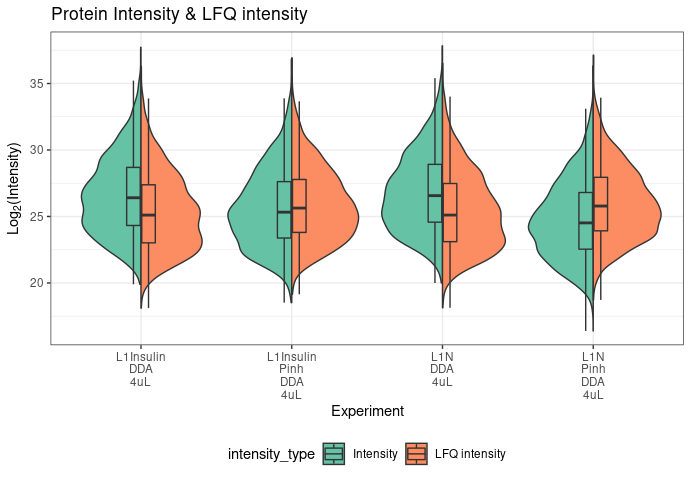 Protein Intensity & LFQ intensity
Log₂(Intensity)
35
30
25
20
L1Insulin
DDA
4uL
L1Insulin
Pinh
DDA
4uL
L1N
DDA
4uL
L1N
Pinh
DDA
4uL
Experiment
intensity_type Intensity LFQ intensity